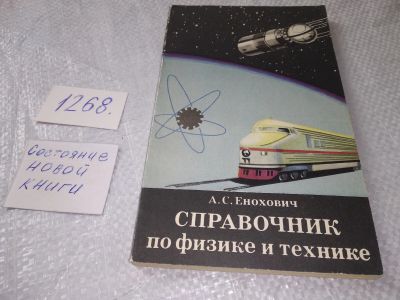 1268.
Состояние
НОВОЙ
КНИГИ
А.С. ЕНОХОВИЧ
СПРАВОЧНИК
ПО ФИЗИКЕ И ТЕХНИКЕ